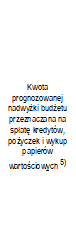 Kwota
prognozowanej
nadwyżki budżetu
przeznaczana na
spłatę kredytów,
pożyczek i wykup
papierów
wartościowych 5)